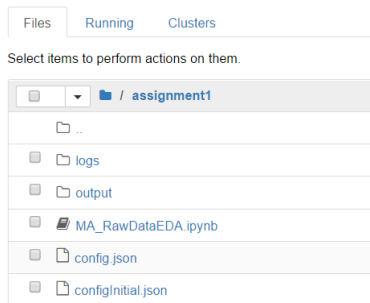 Files Running Clusters
Select items to perform actions on them.
/ assignment1
..
logs
output
MA_RawDataEDA.ipynb
config.json
configInitial.json